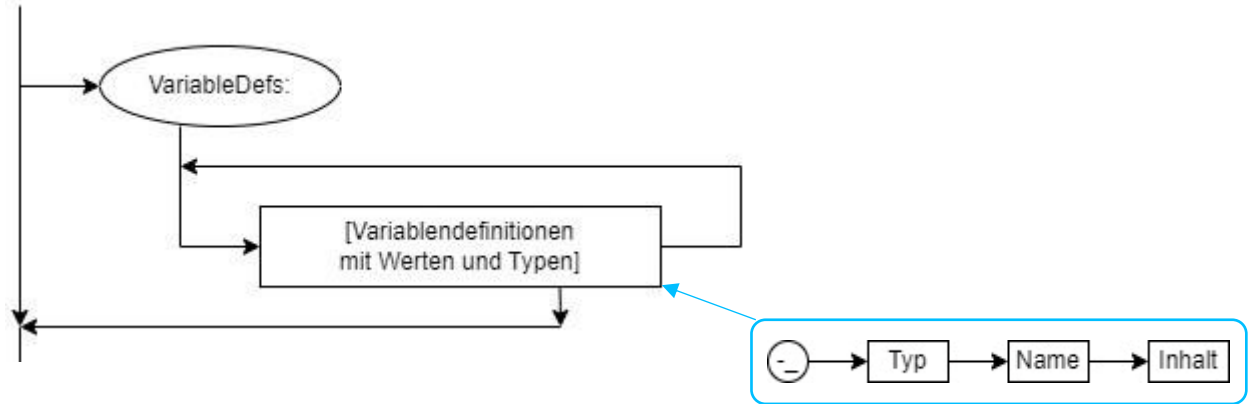 VariableDefs:
[Variablendefinitionen
mit Werten und Typen]
-_ Typ Name Inhalt